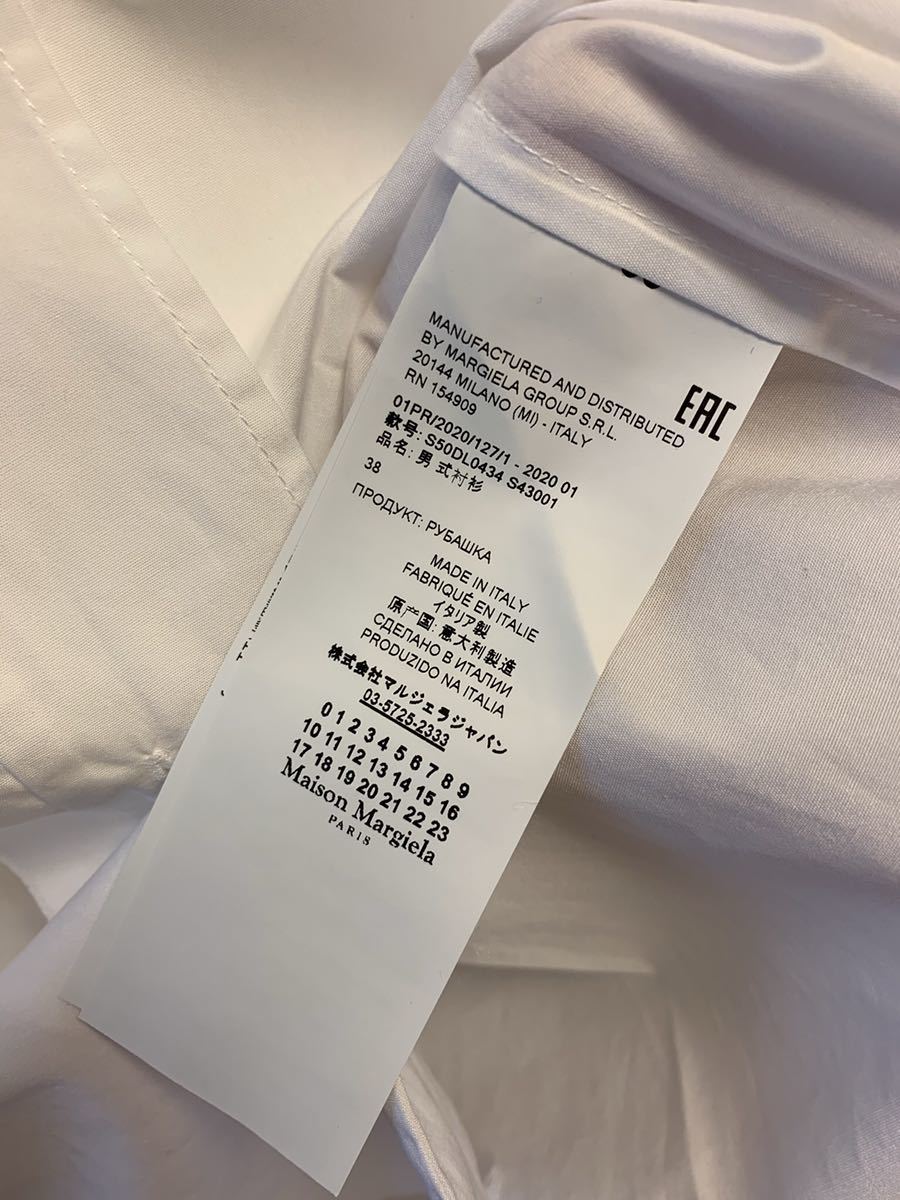 MANUFACTURED AND DISTRIBUTED
BY MARGIELA GROUP S.R.L.
20144 MILANO (MI) - ITALY
RN 154909
EAC
01PR/2020/127/1 - 2020 01
款号: S50DL0434 S43001
品名: 男式衬衫
38
ПРОДУКТ: РУБАШКА
MADE IN ITALY
FABRIQUÉ EN ITALIE
イタリア製
原产国: 意大利製造
СДЕЛАНО В ИТАЛИИ
PRODUZIDO NA ITALIA
株式会社マルジェラジャパン
03-5725-2333
0 1 2 3 4 5 6 7 8 9
10 11 12 13 14 15 16
17 18 19 20 21 22 23
Maison Margiela
PARIS